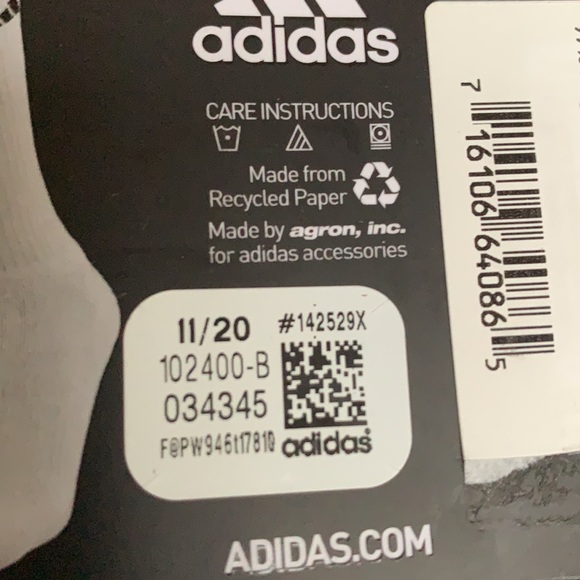 adidas
CARE INSTRUCTIONS
Made from
Recycled Paper
Made by agron, inc.
for adidas accessories
11/20 #142529X
102400-B
034345
F@PW946t17810 adidas
ADIDAS.COM
7 16106 64086 5